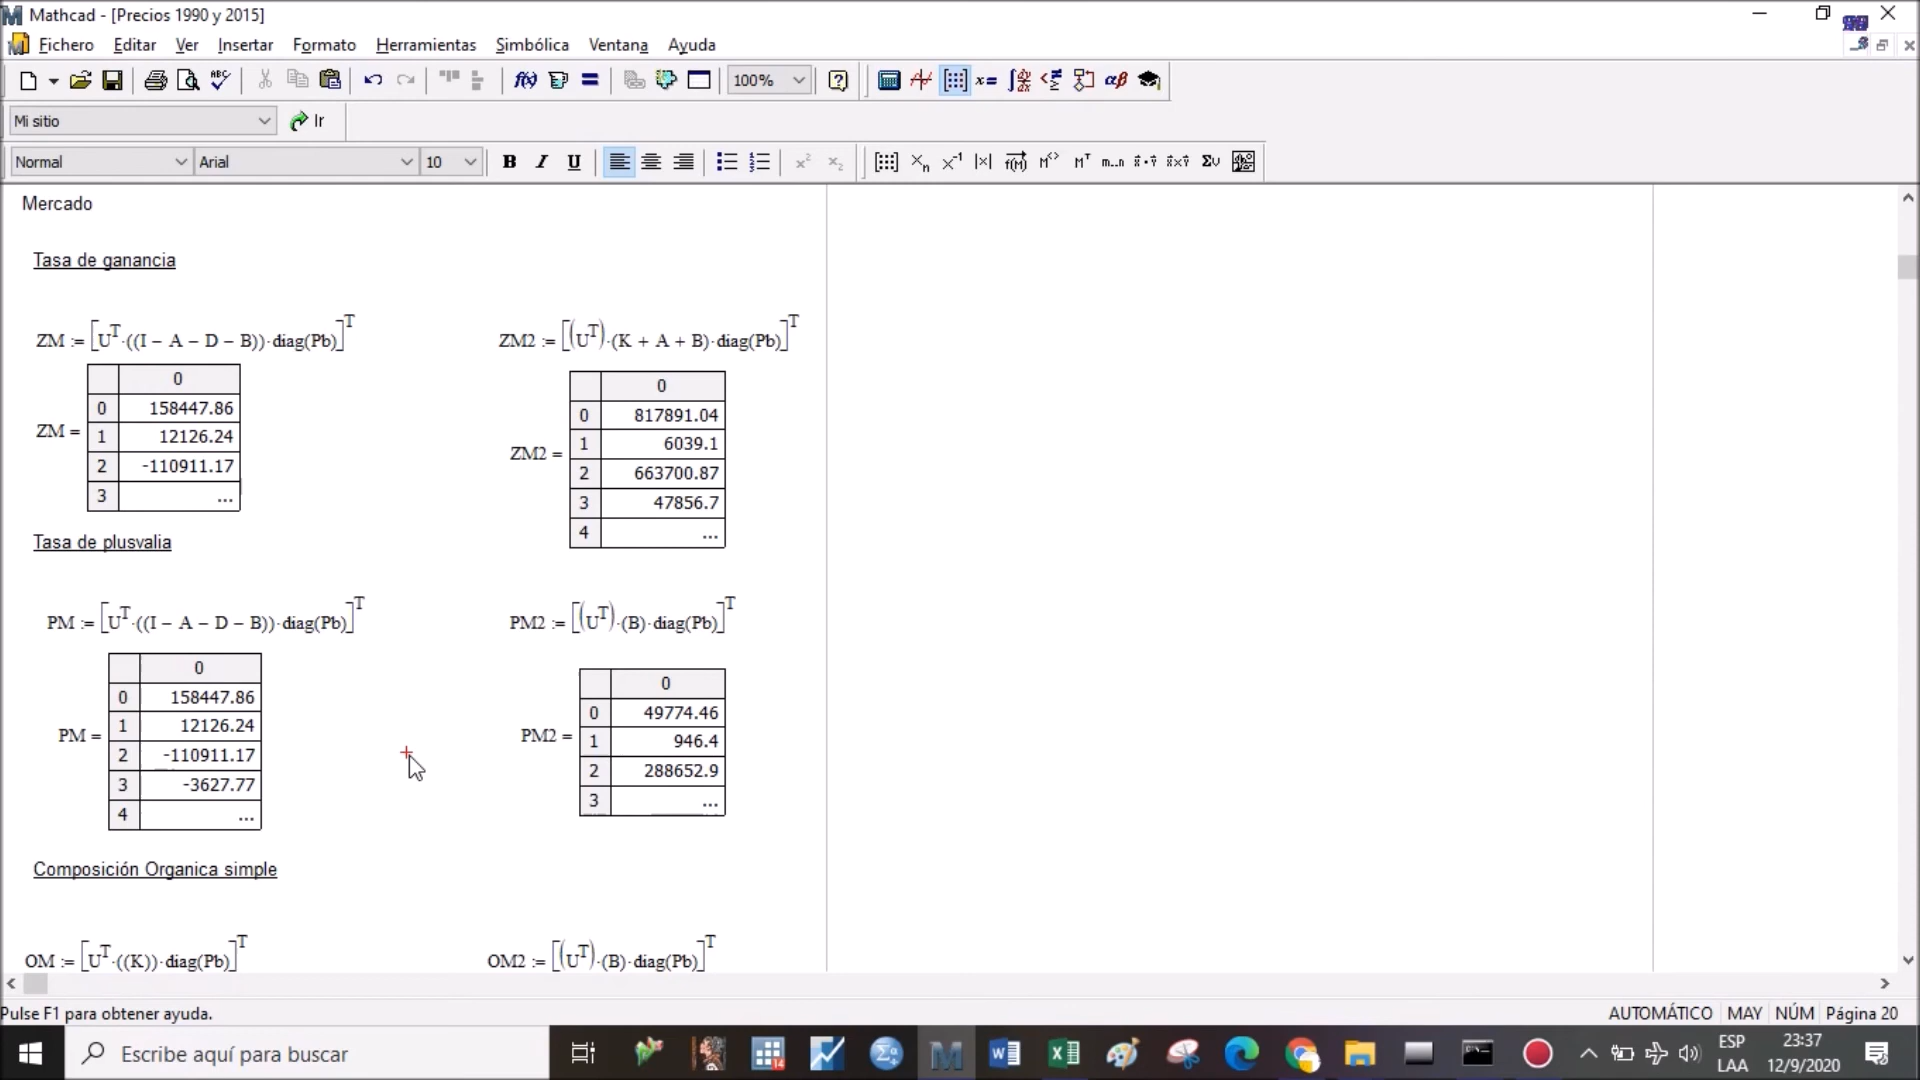 Mathcad - [Precios 1990 y 2015]
Fichero Editar Ver Insertar Formato Herramientas Simbólica Ventana Ayuda
100%
Mi sitio Ir
Normal Arial 10 B I U
Mercado
Tasa de ganancia
ZM := [U^T·((I − A − D − B))·diag(Pb)]^T
ZM2 := [(U^T)·(K + A + B)·diag(Pb)]^T
ZM =
0
0 158447.86
1 12126.24
2 -110911.17
3 ...
ZM2 =
0
0 817891.04
1 6039.1
2 663700.87
3 47856.7
4 ...
Tasa de plusvalia
PM := [U^T·((I − A − D − B))·diag(Pb)]^T
PM2 := [(U^T)·(B)·diag(Pb)]^T
PM =
0
0 158447.86
1 12126.24
2 -110911.17
3 -3627.77
4 ...
PM2 =
0
0 49774.46
1 946.4
2 288652.9
3 ...
Composición Organica simple
OM := [U^T·((K))·diag(Pb)]^T
OM2 := [(U^T)·(B)·diag(Pb)]^T
Pulse F1 para obtener ayuda.
AUTOMÁTICO MAY NÚM Página 20
Escribe aquí para buscar
ESP
LAA
23:37
12/9/2020